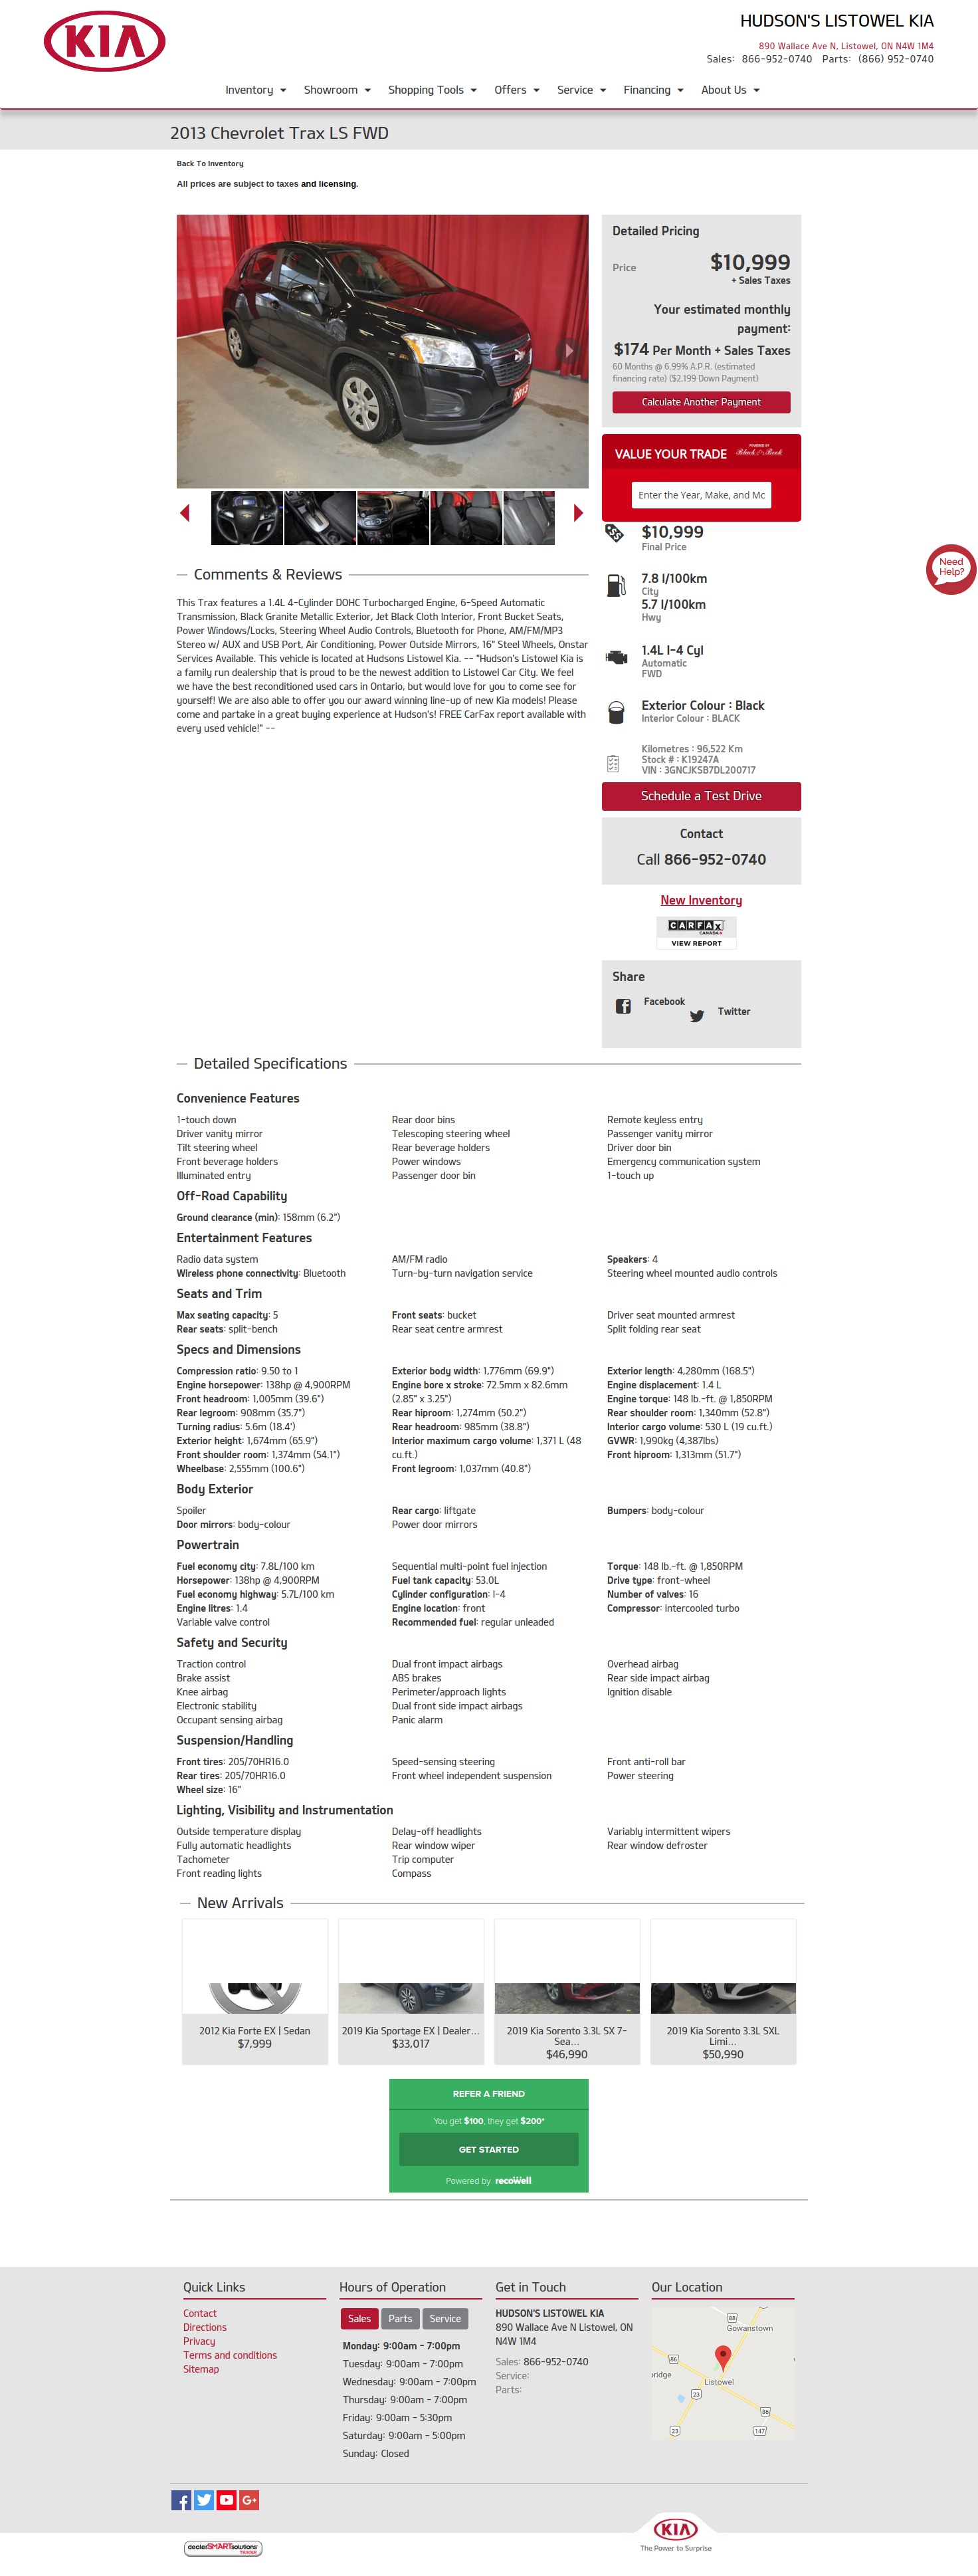 KIA
HUDSON'S LISTOWEL KIA
890 Wallace Ave N, Listowel, ON N4W 1M4
Sales: 866-952-0740 Parts: (866) 952-0740
Inventory Showroom Shopping Tools Offers Service Financing About Us
2013 Chevrolet Trax LS FWD
Back To Inventory
All prices are subject to taxes and licensing.
2013
Detailed Pricing
Price $10,999
+ Sales Taxes
Your estimated monthly
payment:
$174 Per Month + Sales Taxes
60 Months @ 6.99% A.P.R. (estimated
financing rate) ($2,199 Down Payment)
Calculate Another Payment
VALUE YOUR TRADE POWERED BY Black Book
Enter the Year, Make, and Mc
$10,999
Final Price
7.8 l/100km
City
5.7 l/100km
Hwy
1.4L I-4 Cyl
Automatic
FWD
Exterior Colour : Black
Interior Colour : BLACK
Kilometres : 96,522 Km
Stock # : K19247A
VIN : 3GNCJKSB7DL200717
Schedule a Test Drive
Contact
Call 866-952-0740
New Inventory
CARFAX
CANADA
VIEW REPORT
Share
Facebook
Twitter
Need
Help?
Comments & Reviews
This Trax features a 1.4L 4-Cylinder DOHC Turbocharged Engine, 6-Speed Automatic
Transmission, Black Granite Metallic Exterior, Jet Black Cloth Interior, Front Bucket Seats,
Power Windows/Locks, Steering Wheel Audio Controls, Bluetooth for Phone, AM/FM/MP3
Stereo w/ AUX and USB Port, Air Conditioning, Power Outside Mirrors, 16" Steel Wheels, Onstar
Services Available. This vehicle is located at Hudsons Listowel Kia. -- "Hudson's Listowel Kia is
a family run dealership that is proud to be the newest addition to Listowel Car City. We feel
we have the best reconditioned used cars in Ontario, but would love for you to come see for
yourself! We are also able to offer you our award winning line-up of new Kia models! Please
come and partake in a great buying experience at Hudson's! FREE CarFax report available with
every used vehicle!" --
Detailed Specifications
Convenience Features
1-touch down Rear door bins Remote keyless entry
Driver vanity mirror Telescoping steering wheel Passenger vanity mirror
Tilt steering wheel Rear beverage holders Driver door bin
Front beverage holders Power windows Emergency communication system
Illuminated entry Passenger door bin 1-touch up
Off-Road Capability
Ground clearance (min): 158mm (6.2")
Entertainment Features
Radio data system AM/FM radio Speakers: 4
Wireless phone connectivity: Bluetooth Turn-by-turn navigation service Steering wheel mounted audio controls
Seats and Trim
Max seating capacity: 5 Front seats: bucket Driver seat mounted armrest
Rear seats: split-bench Rear seat centre armrest Split folding rear seat
Specs and Dimensions
Compression ratio: 9.50 to 1 Exterior body width: 1,776mm (69.9") Exterior length: 4,280mm (168.5")
Engine horsepower: 138hp @ 4,900RPM Engine bore x stroke: 72.5mm x 82.6mm Engine displacement: 1.4 L
Front headroom: 1,005mm (39.6") (2.85" x 3.25") Engine torque: 148 lb.-ft. @ 1,850RPM
Rear legroom: 908mm (35.7") Rear hiproom: 1,274mm (50.2") Rear shoulder room: 1,340mm (52.8")
Turning radius: 5.6m (18.4') Rear headroom: 985mm (38.8") Interior cargo volume: 530 L (19 cu.ft.)
Exterior height: 1,674mm (65.9") Interior maximum cargo volume: 1,371 L (48 GVWR: 1,990kg (4,387lbs)
Front shoulder room: 1,374mm (54.1") cu.ft.) Front hiproom: 1,313mm (51.7")
Wheelbase: 2,555mm (100.6") Front legroom: 1,037mm (40.8")
Body Exterior
Spoiler Rear cargo: liftgate Bumpers: body-colour
Door mirrors: body-colour Power door mirrors
Powertrain
Fuel economy city: 7.8L/100 km Sequential multi-point fuel injection Torque: 148 lb.-ft. @ 1,850RPM
Horsepower: 138hp @ 4,900RPM Fuel tank capacity: 53.0L Drive type: front-wheel
Fuel economy highway: 5.7L/100 km Cylinder configuration: I-4 Number of valves: 16
Engine litres: 1.4 Engine location: front Compressor: intercooled turbo
Variable valve control Recommended fuel: regular unleaded
Safety and Security
Traction control Dual front impact airbags Overhead airbag
Brake assist ABS brakes Rear side impact airbag
Knee airbag Perimeter/approach lights Ignition disable
Electronic stability Dual front side impact airbags
Occupant sensing airbag Panic alarm
Suspension/Handling
Front tires: 205/70HR16.0 Speed-sensing steering Front anti-roll bar
Rear tires: 205/70HR16.0 Front wheel independent suspension Power steering
Wheel size: 16"
Lighting, Visibility and Instrumentation
Outside temperature display Delay-off headlights Variably intermittent wipers
Fully automatic headlights Rear window wiper Rear window defroster
Tachometer Trip computer
Front reading lights Compass
New Arrivals
2012 Kia Forte EX | Sedan
$7,999
2019 Kia Sportage EX | Dealer...
$33,017
2019 Kia Sorento 3.3L SX 7-
Sea...
$46,990
2019 Kia Sorento 3.3L SXL
Limi...
$50,990
REFER A FRIEND
You get $100, they get $200*
GET STARTED
Powered by recowell
Quick Links
Contact
Directions
Privacy
Terms and conditions
Sitemap
Hours of Operation
Sales Parts Service
Monday: 9:00am - 7:00pm
Tuesday: 9:00am - 7:00pm
Wednesday: 9:00am - 7:00pm
Thursday: 9:00am - 7:00pm
Friday: 9:00am - 5:30pm
Saturday: 9:00am - 5:00pm
Sunday: Closed
Get in Touch
HUDSON'S LISTOWEL KIA
890 Wallace Ave N Listowel, ON
N4W 1M4
Sales: 866-952-0740
Service:
Parts:
Our Location
88
Gowanstown
86
bridge
Listowel
23
86
23
147
KIA
The Power to Surprise
dealerSMARTsolutions
TRADER